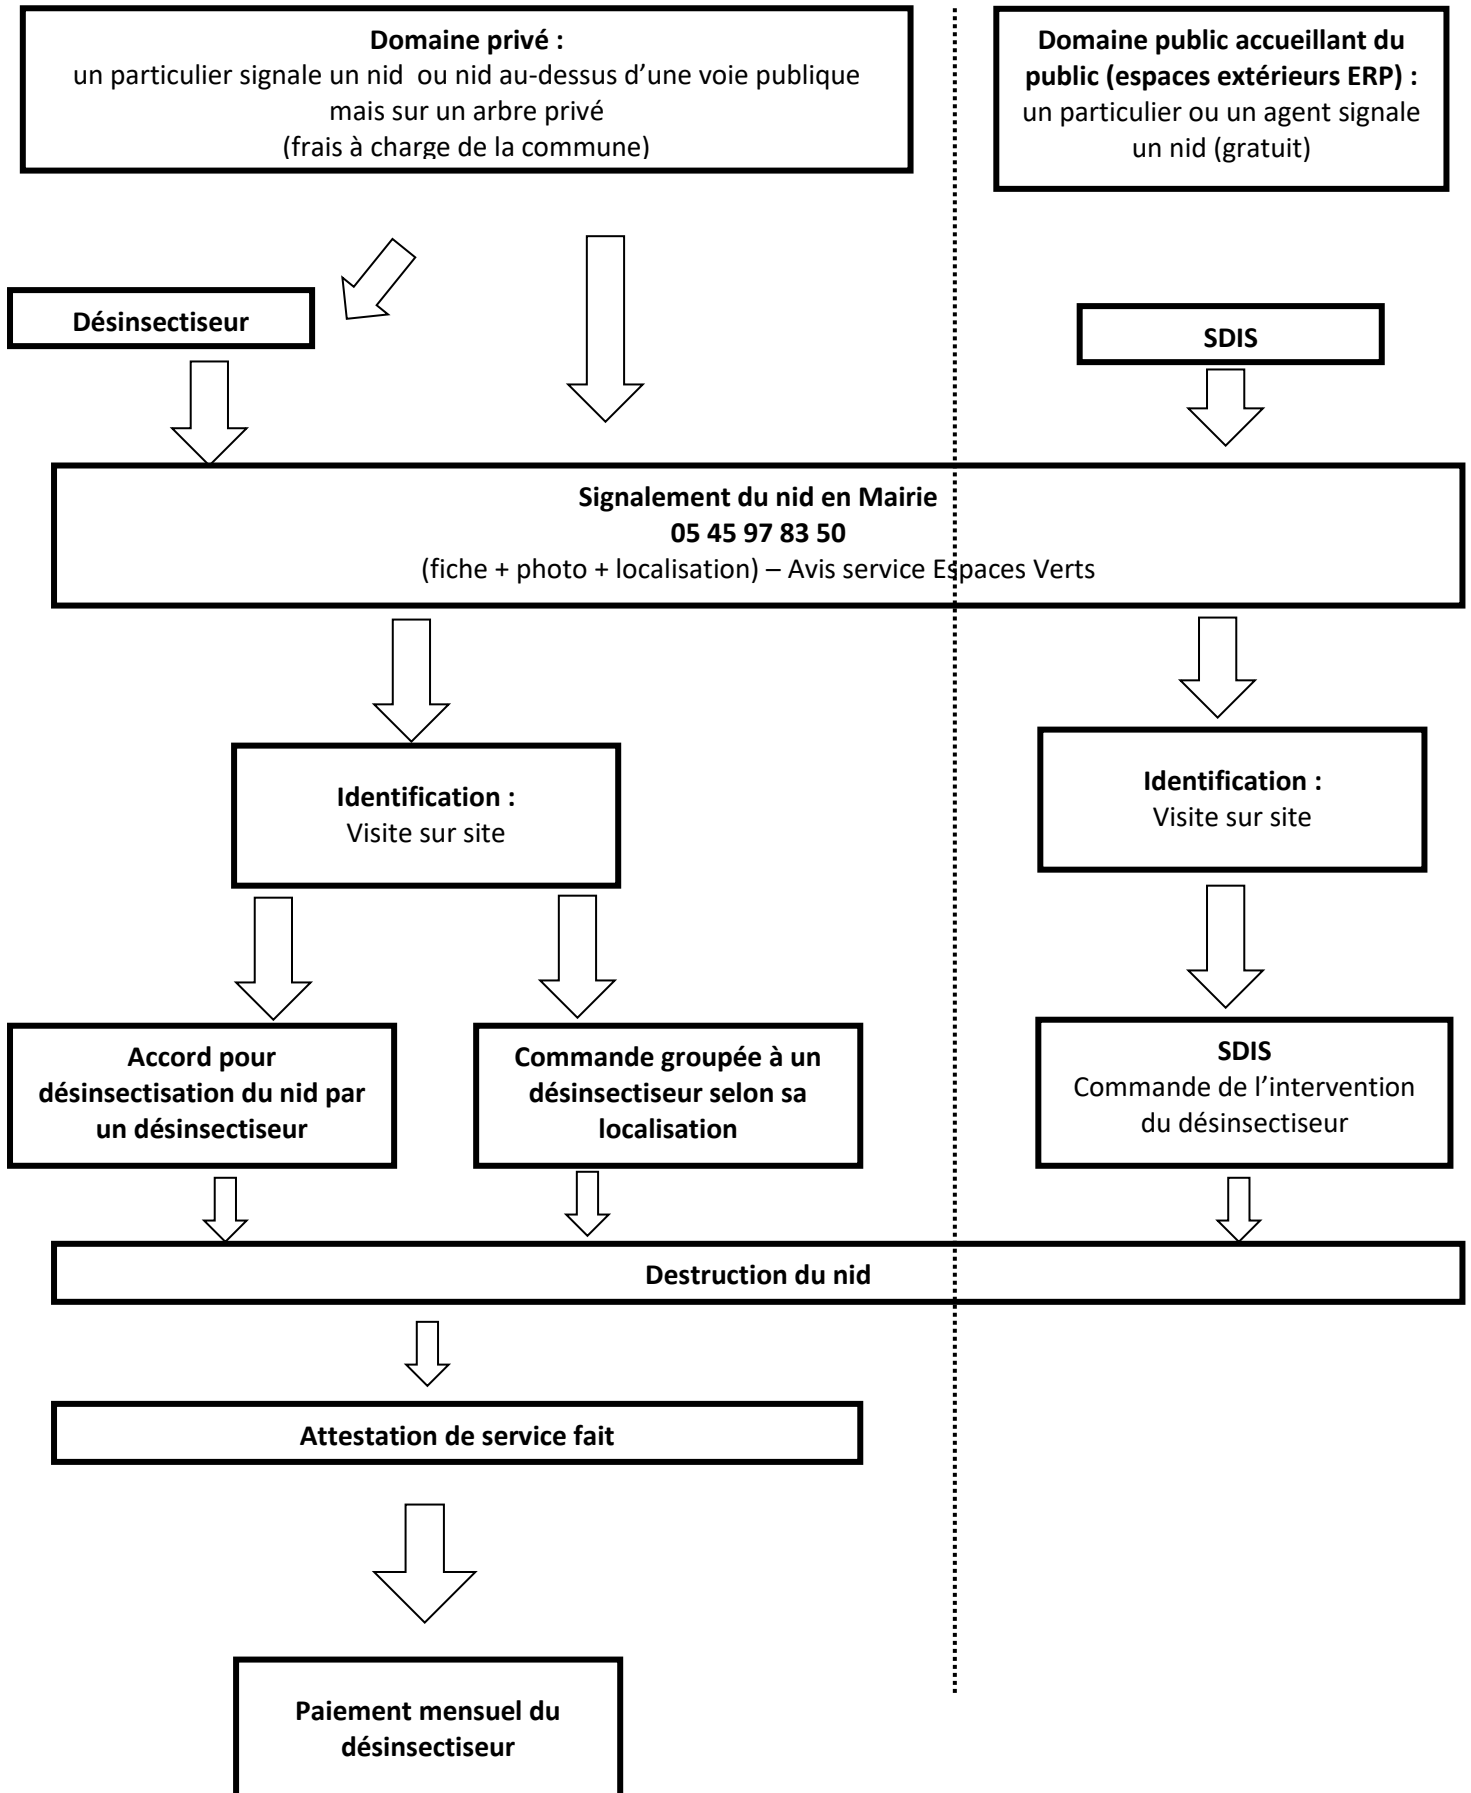 Domaine privé :
un particulier signale un nid  ou nid au-dessus d’une voie publique
mais sur un arbre privé
(frais à charge de la commune)
Domaine public accueillant du
public (espaces extérieurs ERP) :
un particulier ou un agent signale
un nid (gratuit)
Désinsectiseur
SDIS
Signalement du nid en Mairie
05 45 97 83 50
(fiche + photo + localisation) – Avis service Espaces Verts
Identification :
Visite sur site
Identification :
Visite sur site
Accord pour
désinsectisation du nid par
un désinsectiseur
Commande groupée à un
désinsectiseur selon sa
localisation
SDIS
Commande de l’intervention
du désinsectiseur
Destruction du nid
Attestation de service fait
Paiement mensuel du
désinsectiseur